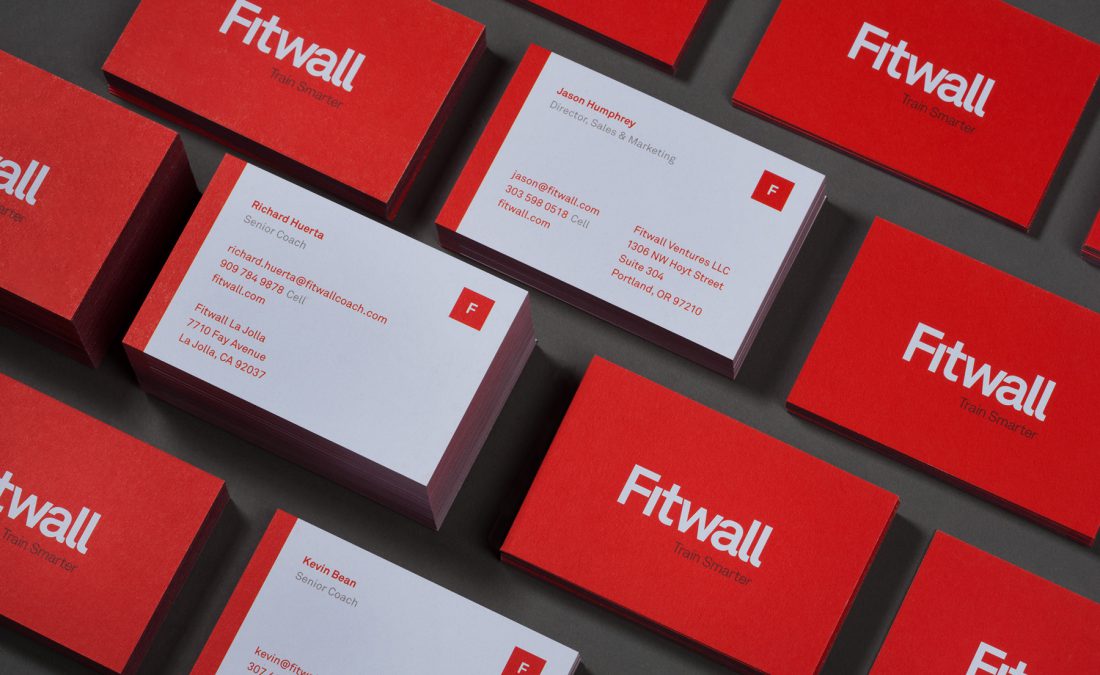 Fitwall
Train Smarter
Fitwall
Train Smarter
Jason Humphrey
Director, Sales & Marketing
jason@fitwall.com
303 598 0518 Cell
fitwall.com
Fitwall Ventures LLC
1306 NW Hoyt Street
Suite 304
Portland, OR 97210
F
Richard Huerta
Senior Coach
richard.huerta@fitwallcoach.com
909 784 9878 Cell
fitwall.com
Fitwall La Jolla
7710 Fay Avenue
La Jolla, CA 92037
F
Fitwall
Train Smarter
Fitwall
Train Smarter
Train Smarter
Kevin Bean
Senior Coach
F